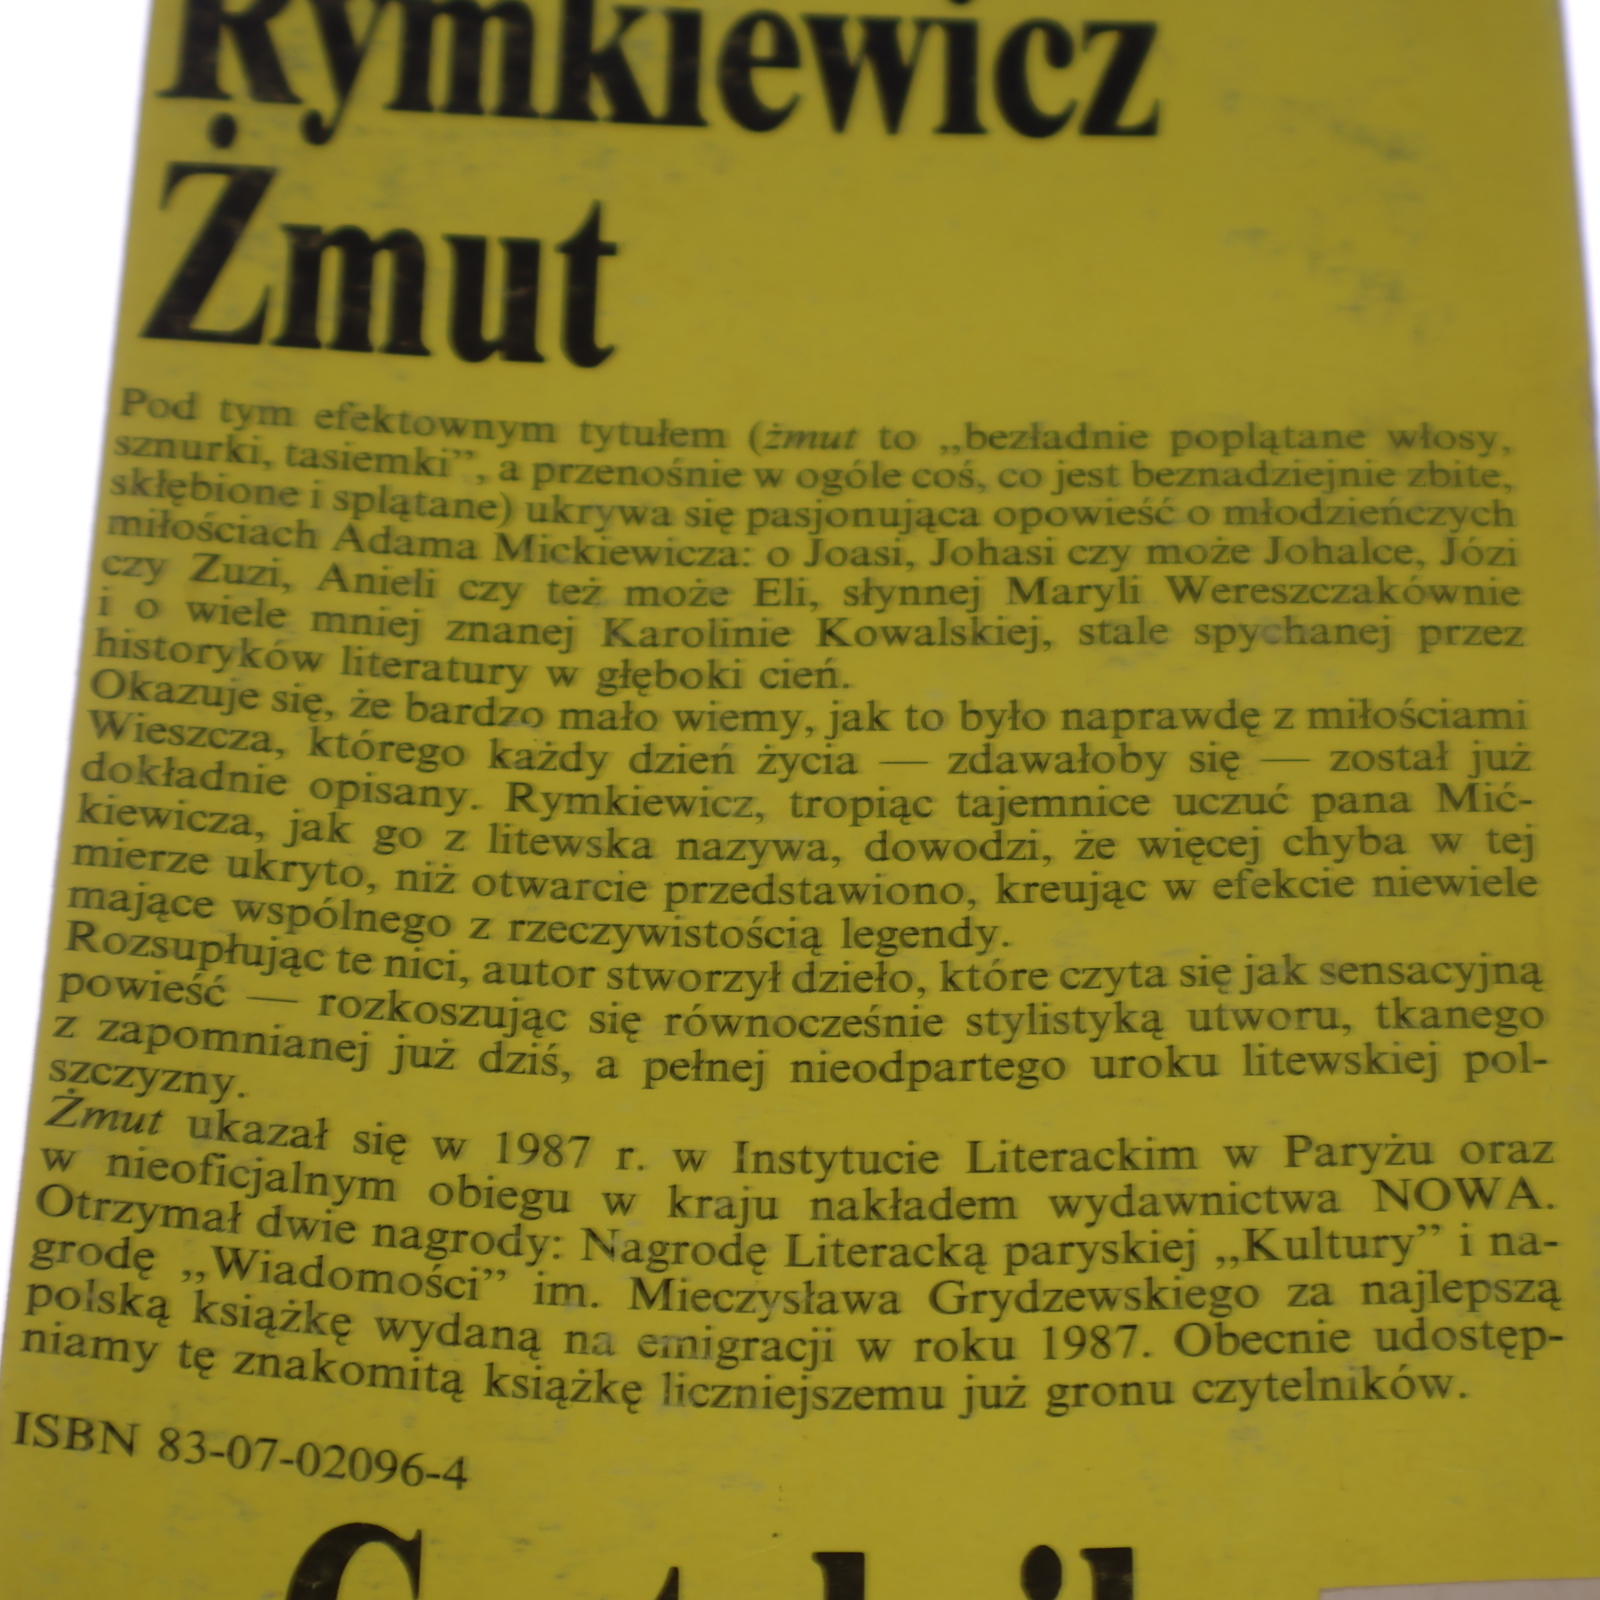 Rymkiewicz
Żmut
Pod tym efektownym tytułem (żmut to „bezładnie poplątane włosy,
sznurki, tasiemki”, a przenośnie w ogóle coś, co jest beznadziejnie zbite,
skłębione i splątane) ukrywa się pasjonująca opowieść o młodzieńczych
miłościach Adama Mickiewicza: o Joasi, Johasi czy może Johalce, Józi
czy Zuzi, Anieli czy też może Eli, słynnej Maryli Wereszczakównie
i o wiele mniej znanej Karolinie Kowalskiej, stale spychanej przez
historyków literatury w głęboki cień.
Okazuje się, że bardzo mało wiemy, jak to było naprawdę z miłościami
Wieszcza, którego każdy dzień życia — zdawałoby się — został już
dokładnie opisany. Rymkiewicz, tropiąc tajemnice uczuć pana Mić-
kiewicza, jak go z litewska nazywa, dowodzi, że więcej chyba w tej
mierze ukryto, niż otwarcie przedstawiono, kreując w efekcie niewiele
mające wspólnego z rzeczywistością legendy.
Rozsupłując te nici, autor stworzył dzieło, które czyta się jak sensacyjną
powieść — rozkoszując się równocześnie stylistyką utworu, tkanego
z zapomnianej już dziś, a pełnej nieodpartego uroku litewskiej pol-
szczyzny.
Żmut ukazał się w 1987 r. w Instytucie Literackim w Paryżu oraz
w nieoficjalnym obiegu w kraju nakładem wydawnictwa NOWA.
Otrzymał dwie nagrody: Nagrodę Literacką paryskiej „Kultury” i na-
grodę „Wiadomości” im. Mieczysława Grydzewskiego za najlepszą
polską książkę wydaną na emigracji w roku 1987. Obecnie udostęp-
niamy tę znakomitą książkę liczniejszemu już gronu czytelników.
ISBN 83-07-02096-4